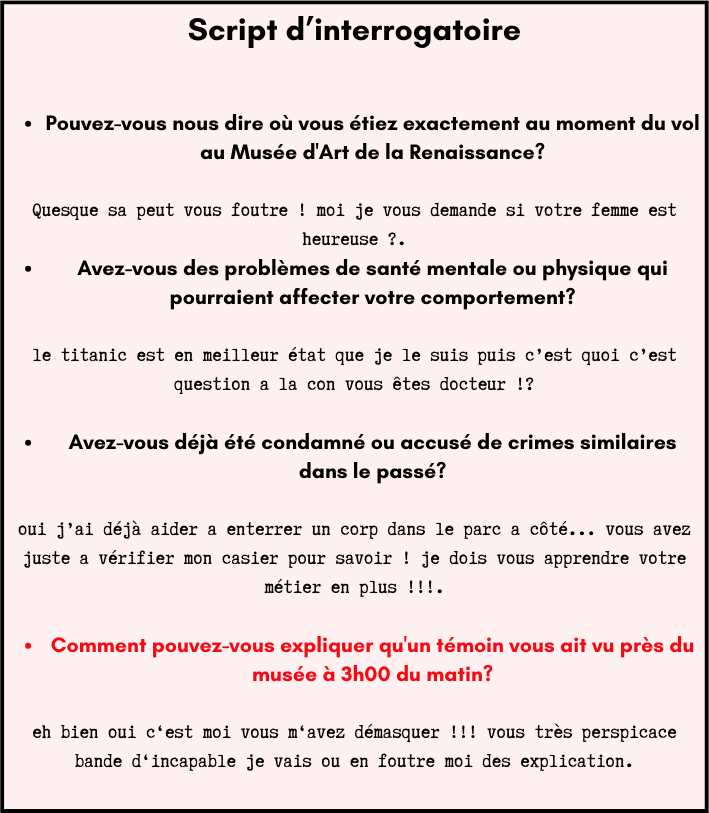 Script d’interrogatoire
• Pouvez-vous nous dire où vous étiez exactement au moment du vol
au Musée d'Art de la Renaissance?
Quesque sa peut vous foutre ! moi je vous demande si votre femme est
heureuse ?.
• Avez-vous des problèmes de santé mentale ou physique qui
pourraient affecter votre comportement?
le titanic est en meilleur état que je le suis puis c’est quoi c’est
question a la con vous êtes docteur !?
• Avez-vous déjà été condamné ou accusé de crimes similaires
dans le passé?
oui j’ai déjà aider a enterrer un corp dans le parc a côté... vous avez
juste a vérifier mon casier pour savoir ! je dois vous apprendre votre
métier en plus !!!.
• Comment pouvez-vous expliquer qu'un témoin vous ait vu près du
musée à 3h00 du matin?
eh bien oui c‘est moi vous m‘avez démasquer !!! vous très perspicace
bande d‘incapable je vais ou en foutre moi des explication.